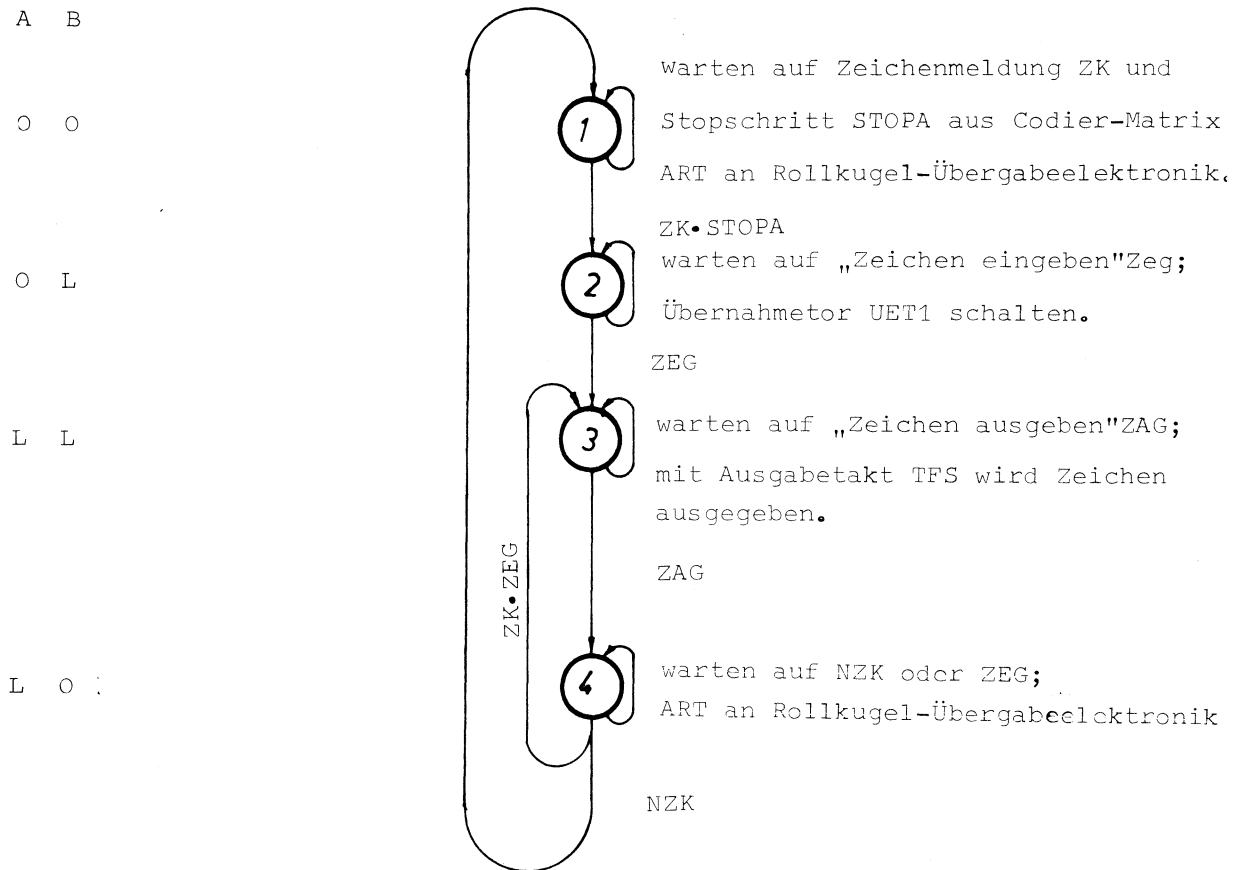 A B
warten auf Zeichenmeldung ZK und
O O
1
Stopschritt STOPA aus Codier-Matrix
ART an Rollkugel-Übergabeelektronik.
ZK•STOPA
warten auf „Zeichen eingeben"Zeg;
O L
2
Übernahmetor UET1 schalten.
ZEG
warten auf „Zeichen ausgeben"ZAG;
L L
3
mit Ausgabetakt TFS wird Zeichen
ausgegeben.
ZK•ZEG
ZAG
warten auf NZK oder ZEG;
L O
4
ART an Rollkugel-Übergabeelektronik
NZK